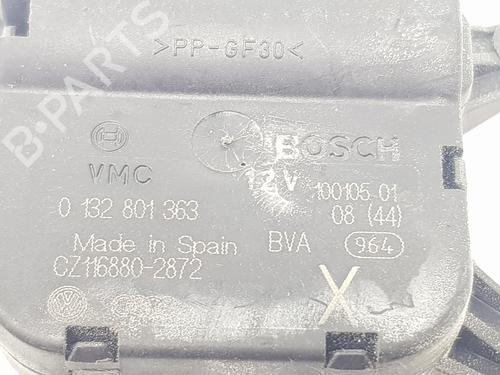 >PP-GF30<
BOSCH
VMC
12V
100105 01
0 132 801 363
08 (44)
Made in Spain
BVA
964
CZ116880-2872
X
B-PARTS